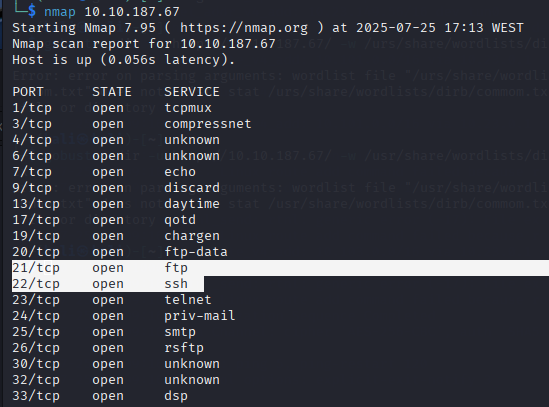 └─$ nmap 10.10.187.67
Starting Nmap 7.95 ( https://nmap.org ) at 2025-07-25 17:13 WEST
Nmap scan report for 10.10.187.67
Host is up (0.056s latency).
PORT STATE SERVICE
1/tcp open tcpmux
3/tcp open compressnet
4/tcp open unknown
6/tcp open unknown
7/tcp open echo
9/tcp open discard
13/tcp open daytime
17/tcp open qotd
19/tcp open chargen
20/tcp open ftp-data
21/tcp open ftp
22/tcp open ssh
23/tcp open telnet
24/tcp open priv-mail
25/tcp open smtp
26/tcp open rsftp
30/tcp open unknown
32/tcp open unknown
33/tcp open dsp